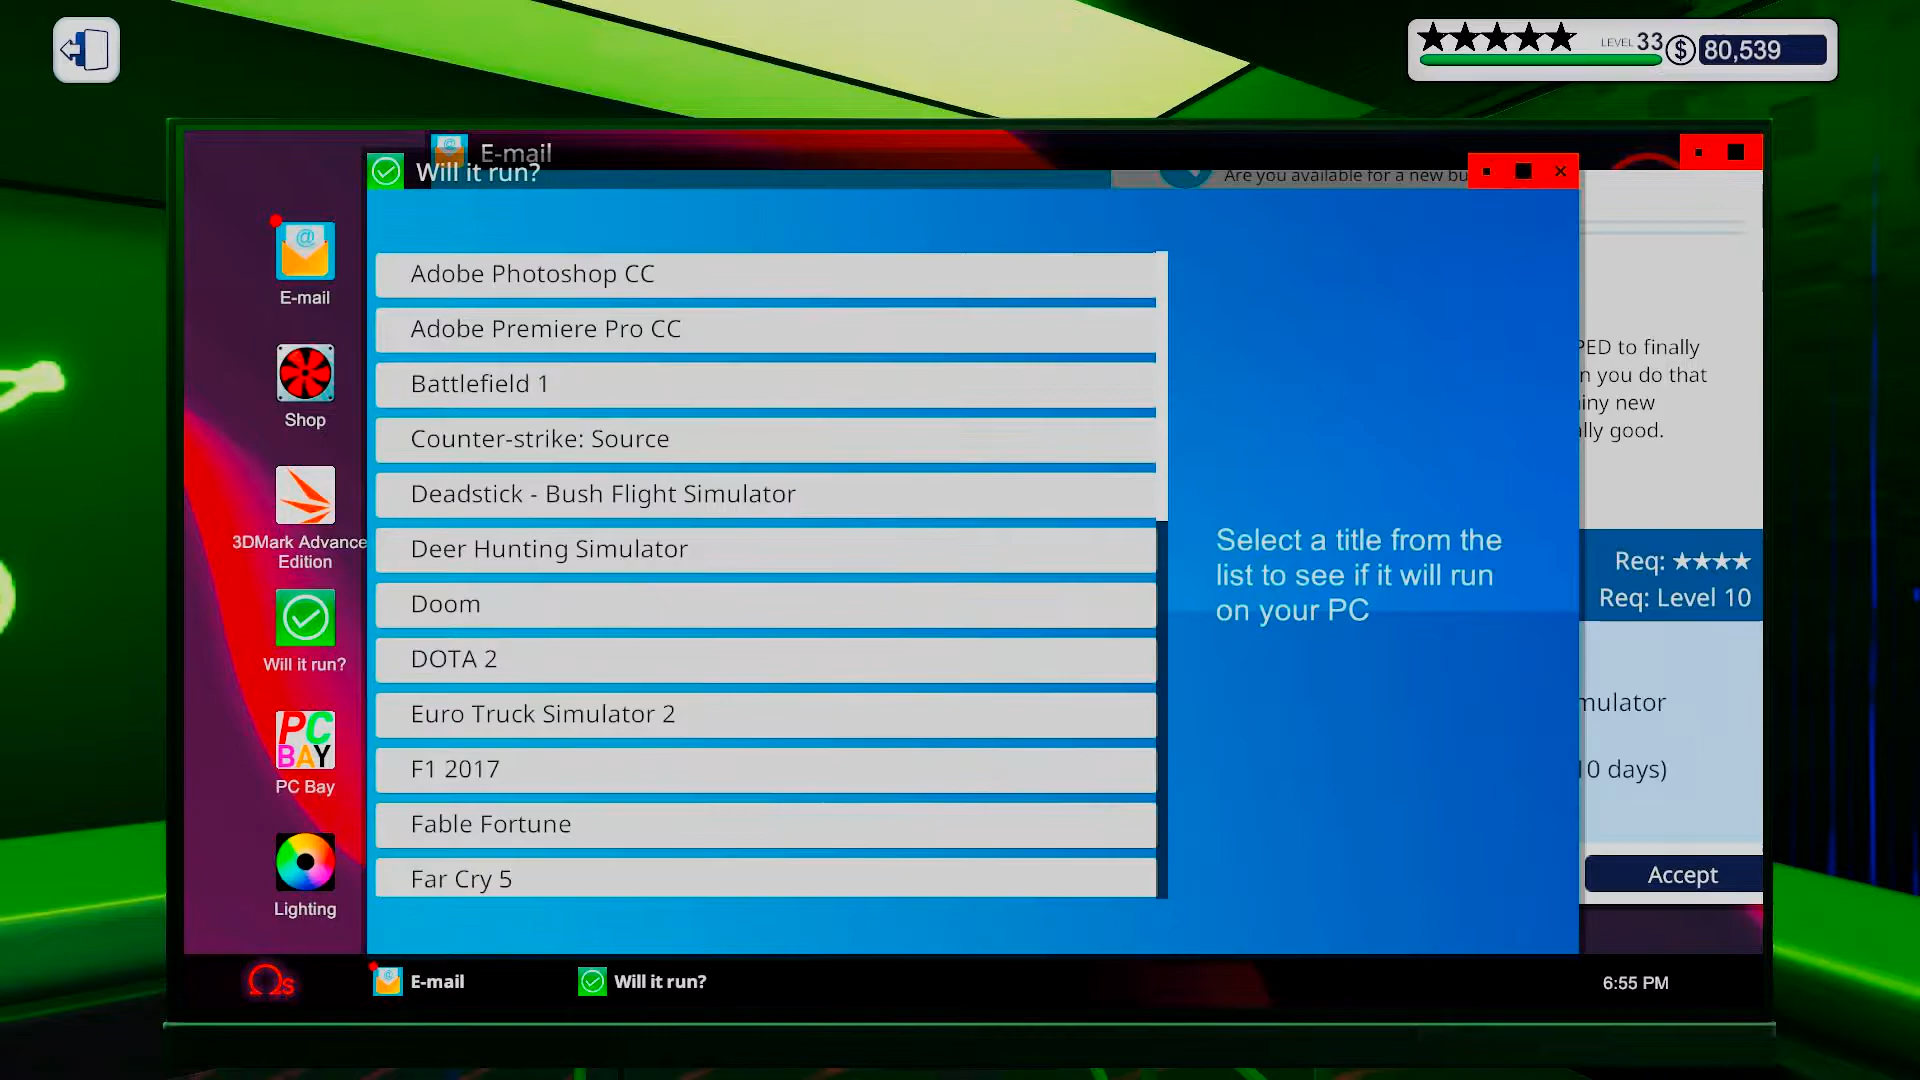 LEVEL 33
$ 80,539
E-mail
Will it run?
Are you available for a new bu
E-mail
Shop
3DMark Advance
Edition
Will it run?
PC
BAY
PC Bay
Lighting
Adobe Photoshop CC
Adobe Premiere Pro CC
Battlefield 1
Counter-strike: Source
Deadstick - Bush Flight Simulator
Deer Hunting Simulator
Doom
DOTA 2
Euro Truck Simulator 2
F1 2017
Fable Fortune
Far Cry 5
Select a title from the
list to see if it will run
on your PC
PED to finally
n you do that
iny new
lly good.
Req: ★★★★
Req: Level 10
mulator
10 days)
Accept
Ωs
E-mail
Will it run?
6:55 PM